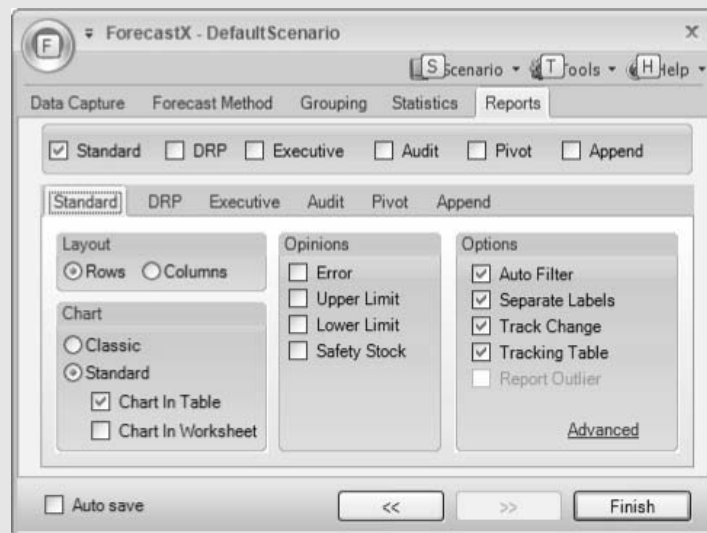 F
ForecastX - DefaultScenario
X
S Scenario T Tools H Help
Data Capture Forecast Method Grouping Statistics Reports
Standard DRP Executive Audit Pivot Append
Standard DRP Executive Audit Pivot Append
Layout
Rows Columns
Chart
Classic
Standard
Chart In Table
Chart In Worksheet
Opinions
Error
Upper Limit
Lower Limit
Safety Stock
Options
Auto Filter
Separate Labels
Track Change
Tracking Table
Report Outlier
Advanced
Auto save << >> Finish